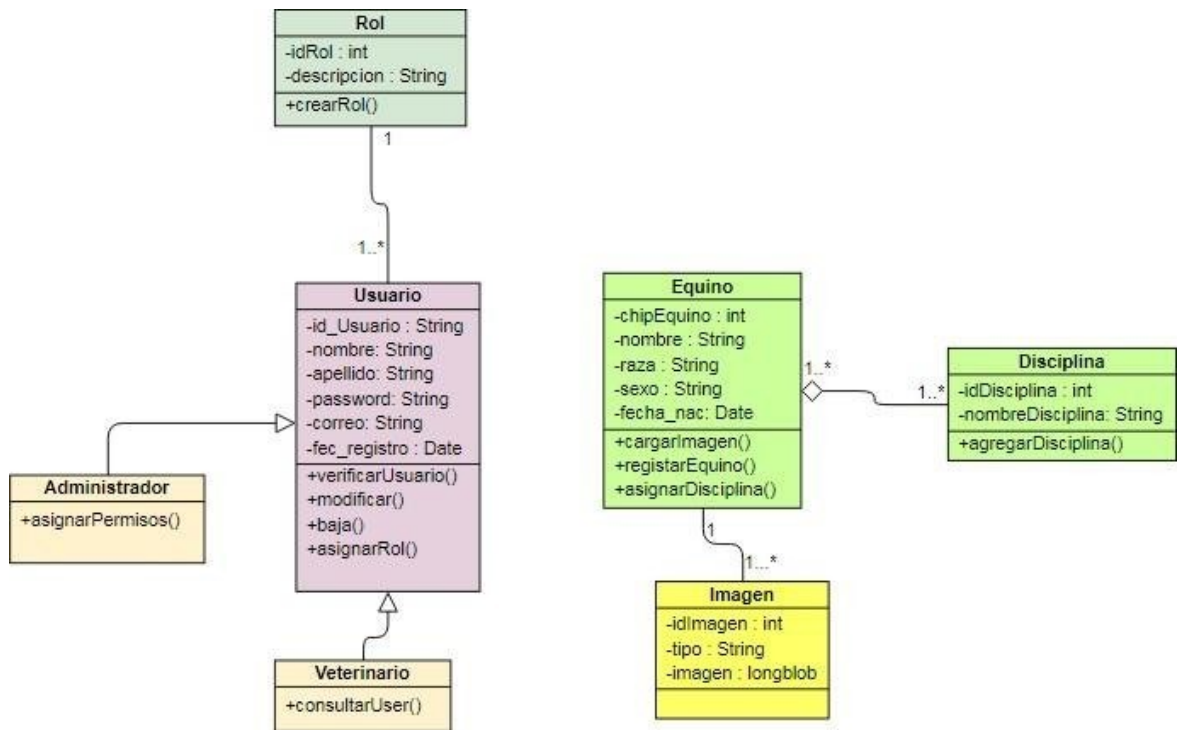 Rol
-idRol : int
-descripcion : String
+crearRol()
1
1..*
Usuario
-id_Usuario : String
-nombre: String
-apellido: String
-password: String
-correo: String
-fec_registro : Date
+verificarUsuario()
+modificar()
+baja()
+asignarRol()
Administrador
+asignarPermisos()
Veterinario
+consultarUser()
Equino
-chipEquino : int
-nombre : String
-raza : String
-sexo : String
-fecha_nac: Date
+cargarImagen()
+registarEquino()
+asignarDisciplina()
1..*
1..*
Disciplina
-idDisciplina : int
-nombreDisciplina: String
+agregarDisciplina()
1
1...*
Imagen
-idImagen : int
-tipo : String
-imagen : longblob